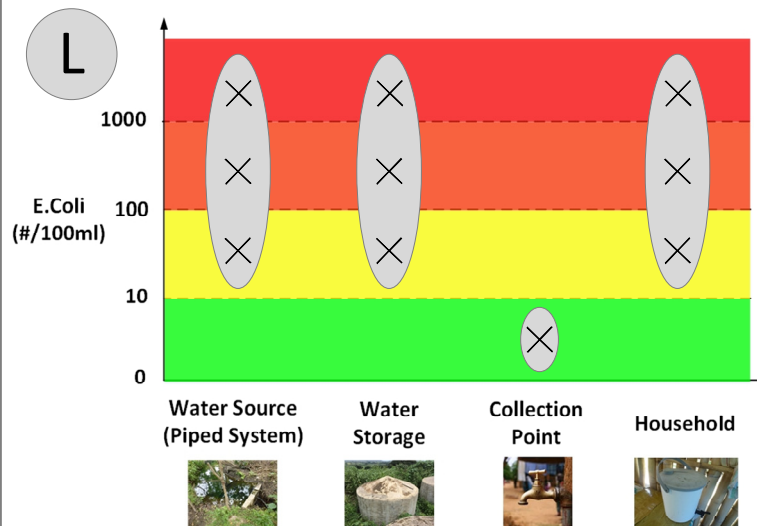 L
1000
100
10
0
E.Coli
(#/100ml)
Water Source
(Piped System)
Water
Storage
Collection
Point
Household